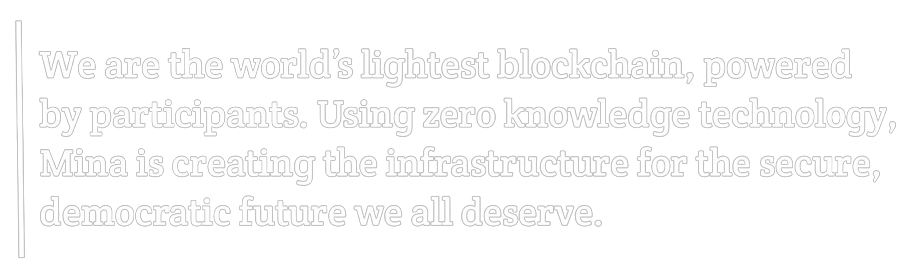 We are the world's lightest blockchain, powered
by participants. Using zero knowledge technology,
Mina is creating the infrastructure for the secure,
democratic future we all deserve.